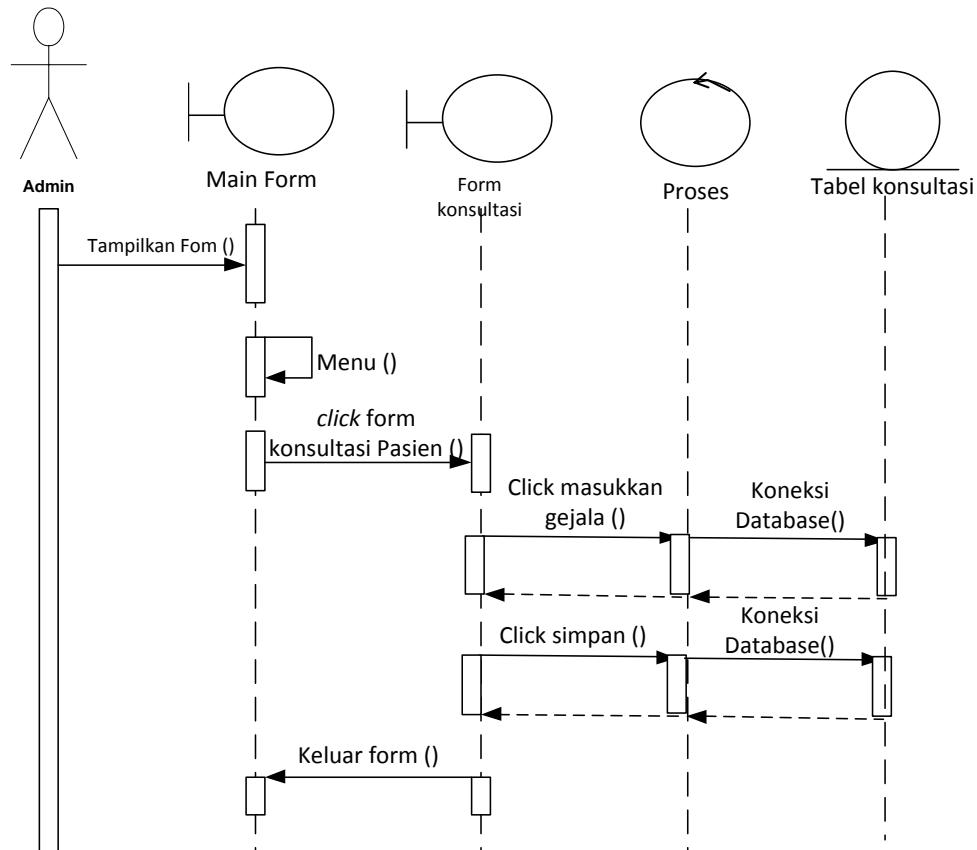 Admin
Main Form
Form
konsultasi
Proses
Tabel konsultasi
Tampilkan Fom ()
Menu ()
click form
konsultasi Pasien ()
Click masukkan
gejala ()
Koneksi
Database()
Click simpan ()
Koneksi
Database()
Keluar form ()